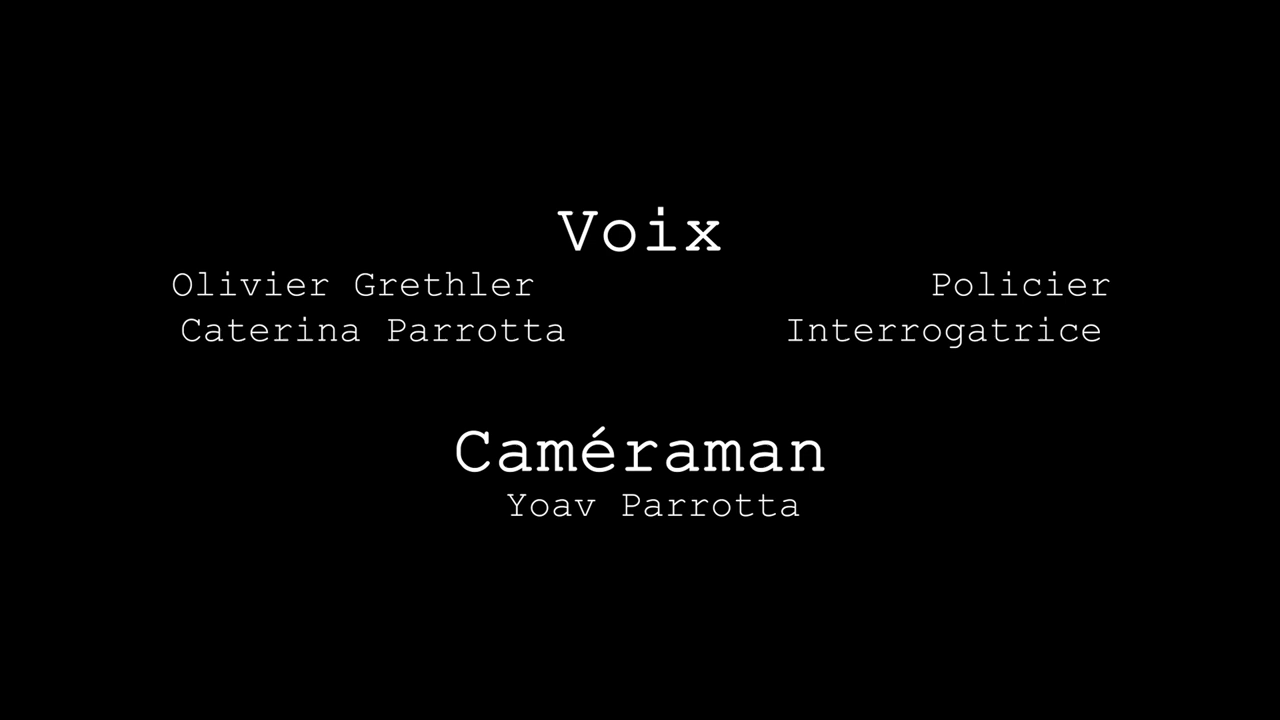 Voix
Olivier Grethler Policier
Caterina Parrotta Interrogatrice
Caméraman
Yoav Parrotta